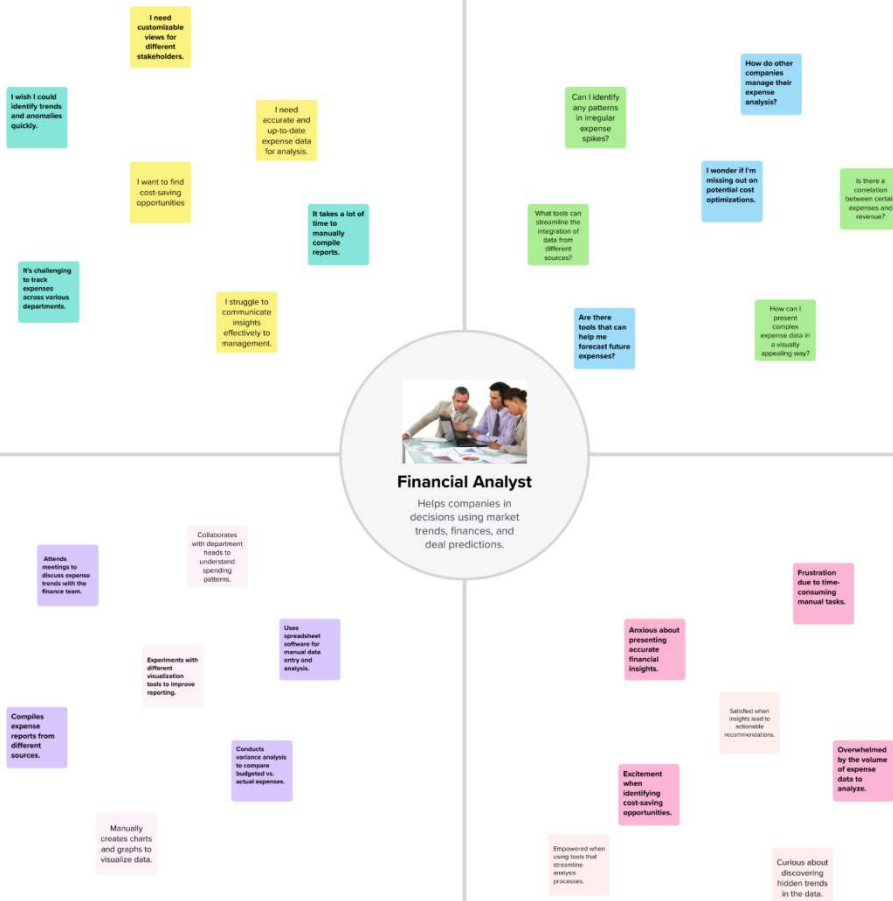 I need
customizable
views for
different
stakeholders.
I wish I could
identify trends
and anomalies
quickly.
I need
accurate and
up-to-date
expense data
for analysis.
I want to find
cost-saving
opportunities
It takes a lot of
time to
manually
compile
reports.
It's challenging
to track
expenses
across various
departments.
I struggle to
communicate
insights
effectively to
management.
How do other
companies
manage their
expense
analysis?
Can I identify
any patterns
in irregular
expense
spikes?
I wonder if I'm
missing out on
potential cost
optimizations.
Is there a
correlation
between certain
expenses and
revenue?
What tools can
streamline the
integration of
data from
different
sources?
Are there
tools that can
help me
forecast future
expenses?
How can I
present
complex
expense data in
a visually
appealing way?
Financial Analyst
Helps companies in
decisions using market
trends, finances, and
deal predictions.
Collaborates
with department
heads to
understand
spending
patterns.
Attends
meetings to
discuss expense
trends with the
finance team.
Uses
spreadsheet
software for
manual data
entry and
analysis.
Experiments with
different
visualization
tools to improve
reporting.
Compiles
expense
reports from
different
sources.
Conducts
variance analysis
to compare
budgeted vs.
actual expenses.
Manually
creates charts
and graphs to
visualize data.
Frustration
due to time-
consuming
manual tasks.
Anxious about
presenting
accurate
financial
insights.
Satisfied when
insights lead to
actionable
recommendations.
Overwhelmed
by the volume
of expense
data to
analyze.
Excitement
when
identifying
cost-saving
opportunities.
Empowered when
using tools that
streamline
analysis
processes.
Curious about
discovering
hidden trends
in the data.